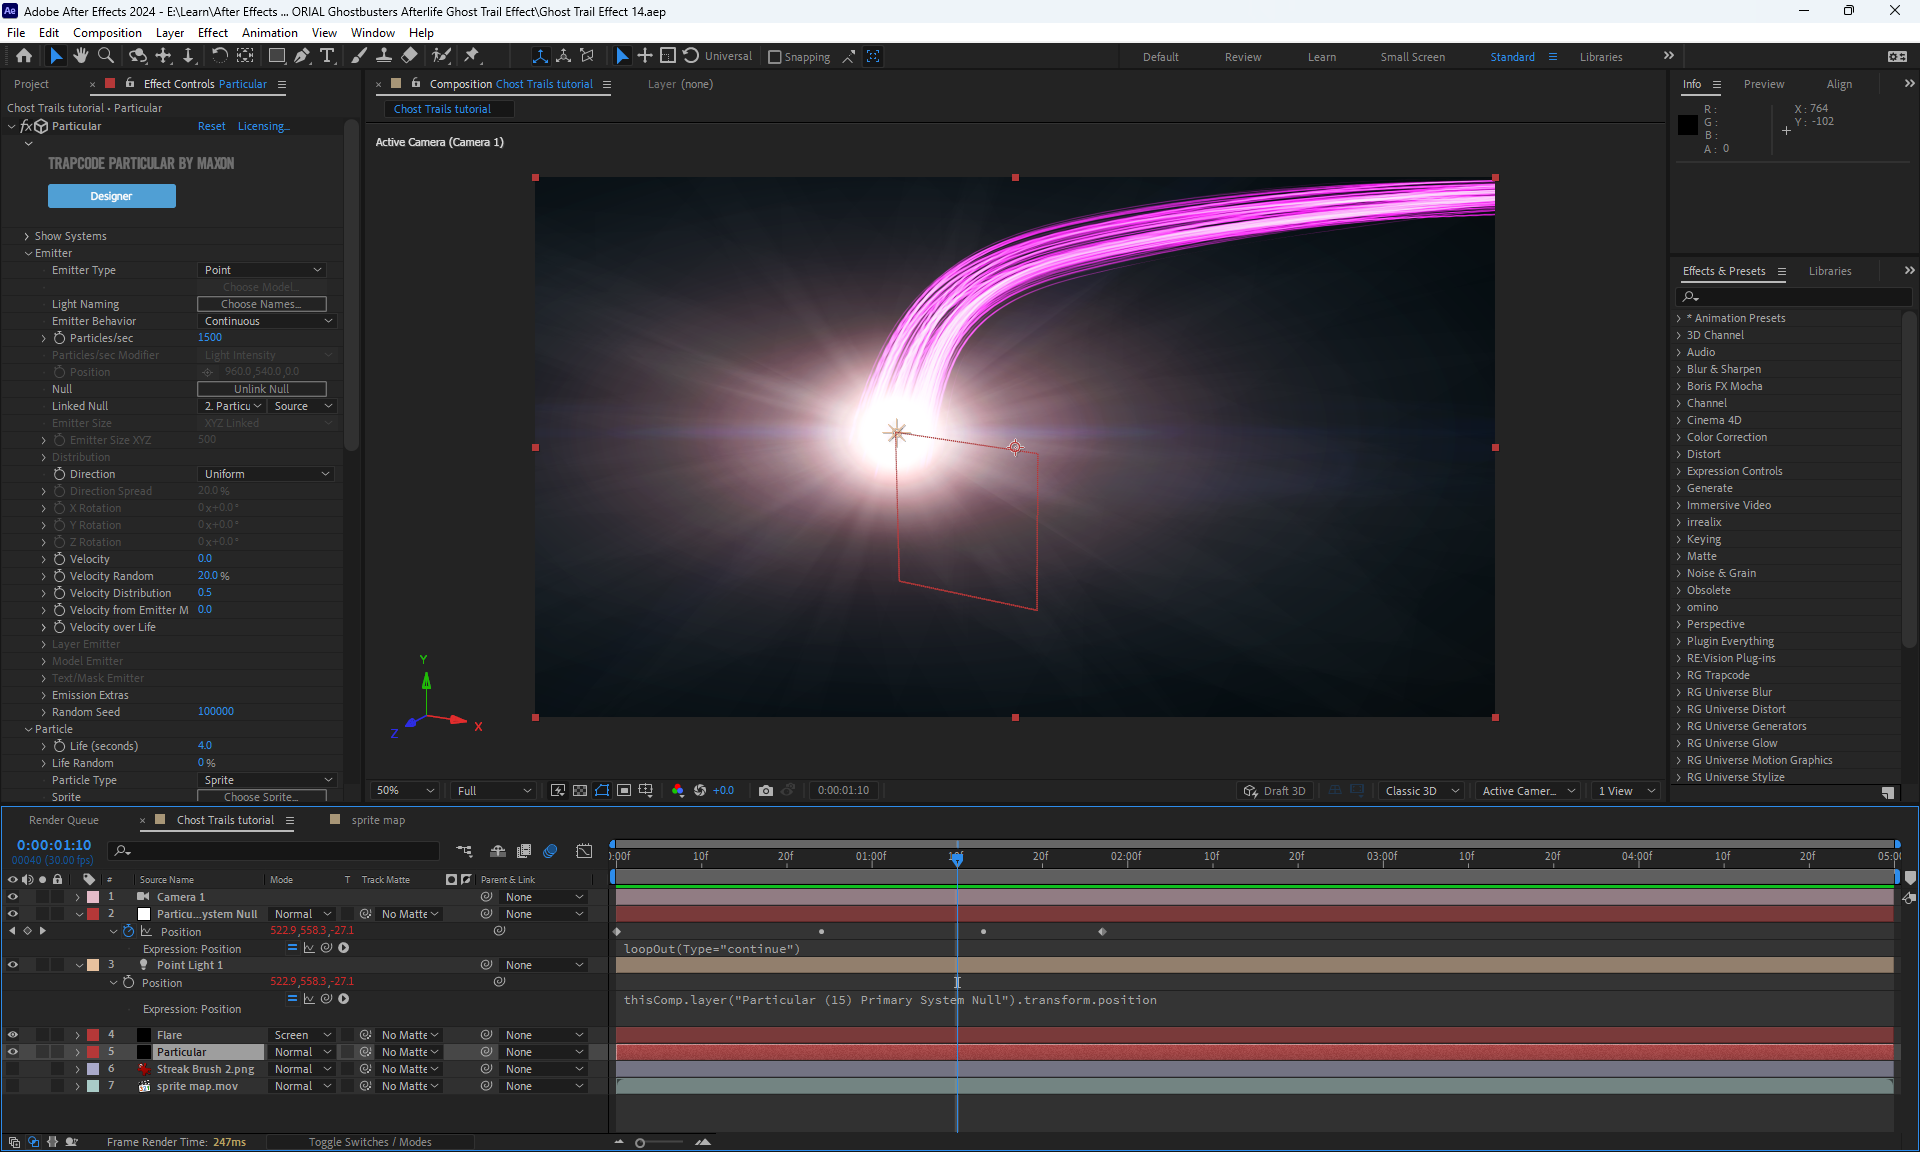 Adobe After Effects 2024 - E:\Learn\After Effects ... ORIAL Ghostbusters Afterlife Ghost Trail Effect\Ghost Trail Effect 14.aep
File Edit Composition Layer Effect Animation View Window Help
Universal Snapping Default Review Learn Small Screen Standard Libraries
Project Effect Controls Particular
Chost Trails tutorial • Particular
fx Particular Reset Licensing...
TRAPCODE PARTICULAR BY MAXON
Designer
Show Systems
Emitter
Emitter Type Point
Choose Model...
Light Naming Choose Names...
Emitter Behavior Continuous
Particles/sec 1500
Particles/sec Modifier Light Intensity
Position 960.0,540.0,0.0
Null Unlink Null
Linked Null 2. Particu Source
Emitter Size XYZ Linked
Emitter Size XYZ 500
Distribution
Direction Uniform
Direction Spread 20.0 %
X Rotation 0x+0.0°
Y Rotation 0x+0.0°
Z Rotation 0x+0.0°
Velocity 0.0
Velocity Random 20.0 %
Velocity Distribution 0.5
Velocity from Emitter M 0.0
Velocity over Life
Layer Emitter
Model Emitter
Text/Mask Emitter
Emission Extras
Random Seed 100000
Particle
Life (seconds) 4.0
Life Random 0 %
Particle Type Sprite
Sprite Choose Sprite...
Composition Chost Trails tutorial Layer (none)
Chost Trails tutorial
Active Camera (Camera 1)
Y
Z
X
50% Full +0.0 0:00:01:10 Draft 3D Classic 3D Active Camer... 1 View
Info Preview Align
R :
G :
B :
A : 0
X : 764
Y : -102
Effects & Presets Libraries
* Animation Presets
3D Channel
Audio
Blur & Sharpen
Boris FX Mocha
Channel
Cinema 4D
Color Correction
Distort
Expression Controls
Generate
Immersive Video
irrealix
Keying
Matte
Noise & Grain
Obsolete
omino
Perspective
Plugin Everything
RE:Vision Plug-ins
RG Trapcode
RG Universe Blur
RG Universe Distort
RG Universe Generators
RG Universe Glow
RG Universe Motion Graphics
RG Universe Stylize
Render Queue Chost Trails tutorial sprite map
0:00:01:10
00040 (30.00 fps)
):00f 10f 20f 01:00f 10f 20f 02:00f 10f 20f 03:00f 10f 20f 04:00f 10f 20f 05:0
# Source Name Mode T Track Matte Parent & Link
1 Camera 1 None
2 Particu...ystem Null Normal No Matte None
Position 522.9,558.3,-27.1
Expression: Position loopOut(Type="continue")
3 Point Light 1 None
Position 522.9,558.3,-27.1
Expression: Position thisComp.layer("Particular (15) Primary System Null").transform.position
4 Flare Screen No Matte None
5 Particular Normal No Matte None
6 Streak Brush 2.png Normal No Matte None
7 sprite map.mov Normal No Matte None
Frame Render Time: 247ms Toggle Switches / Modes